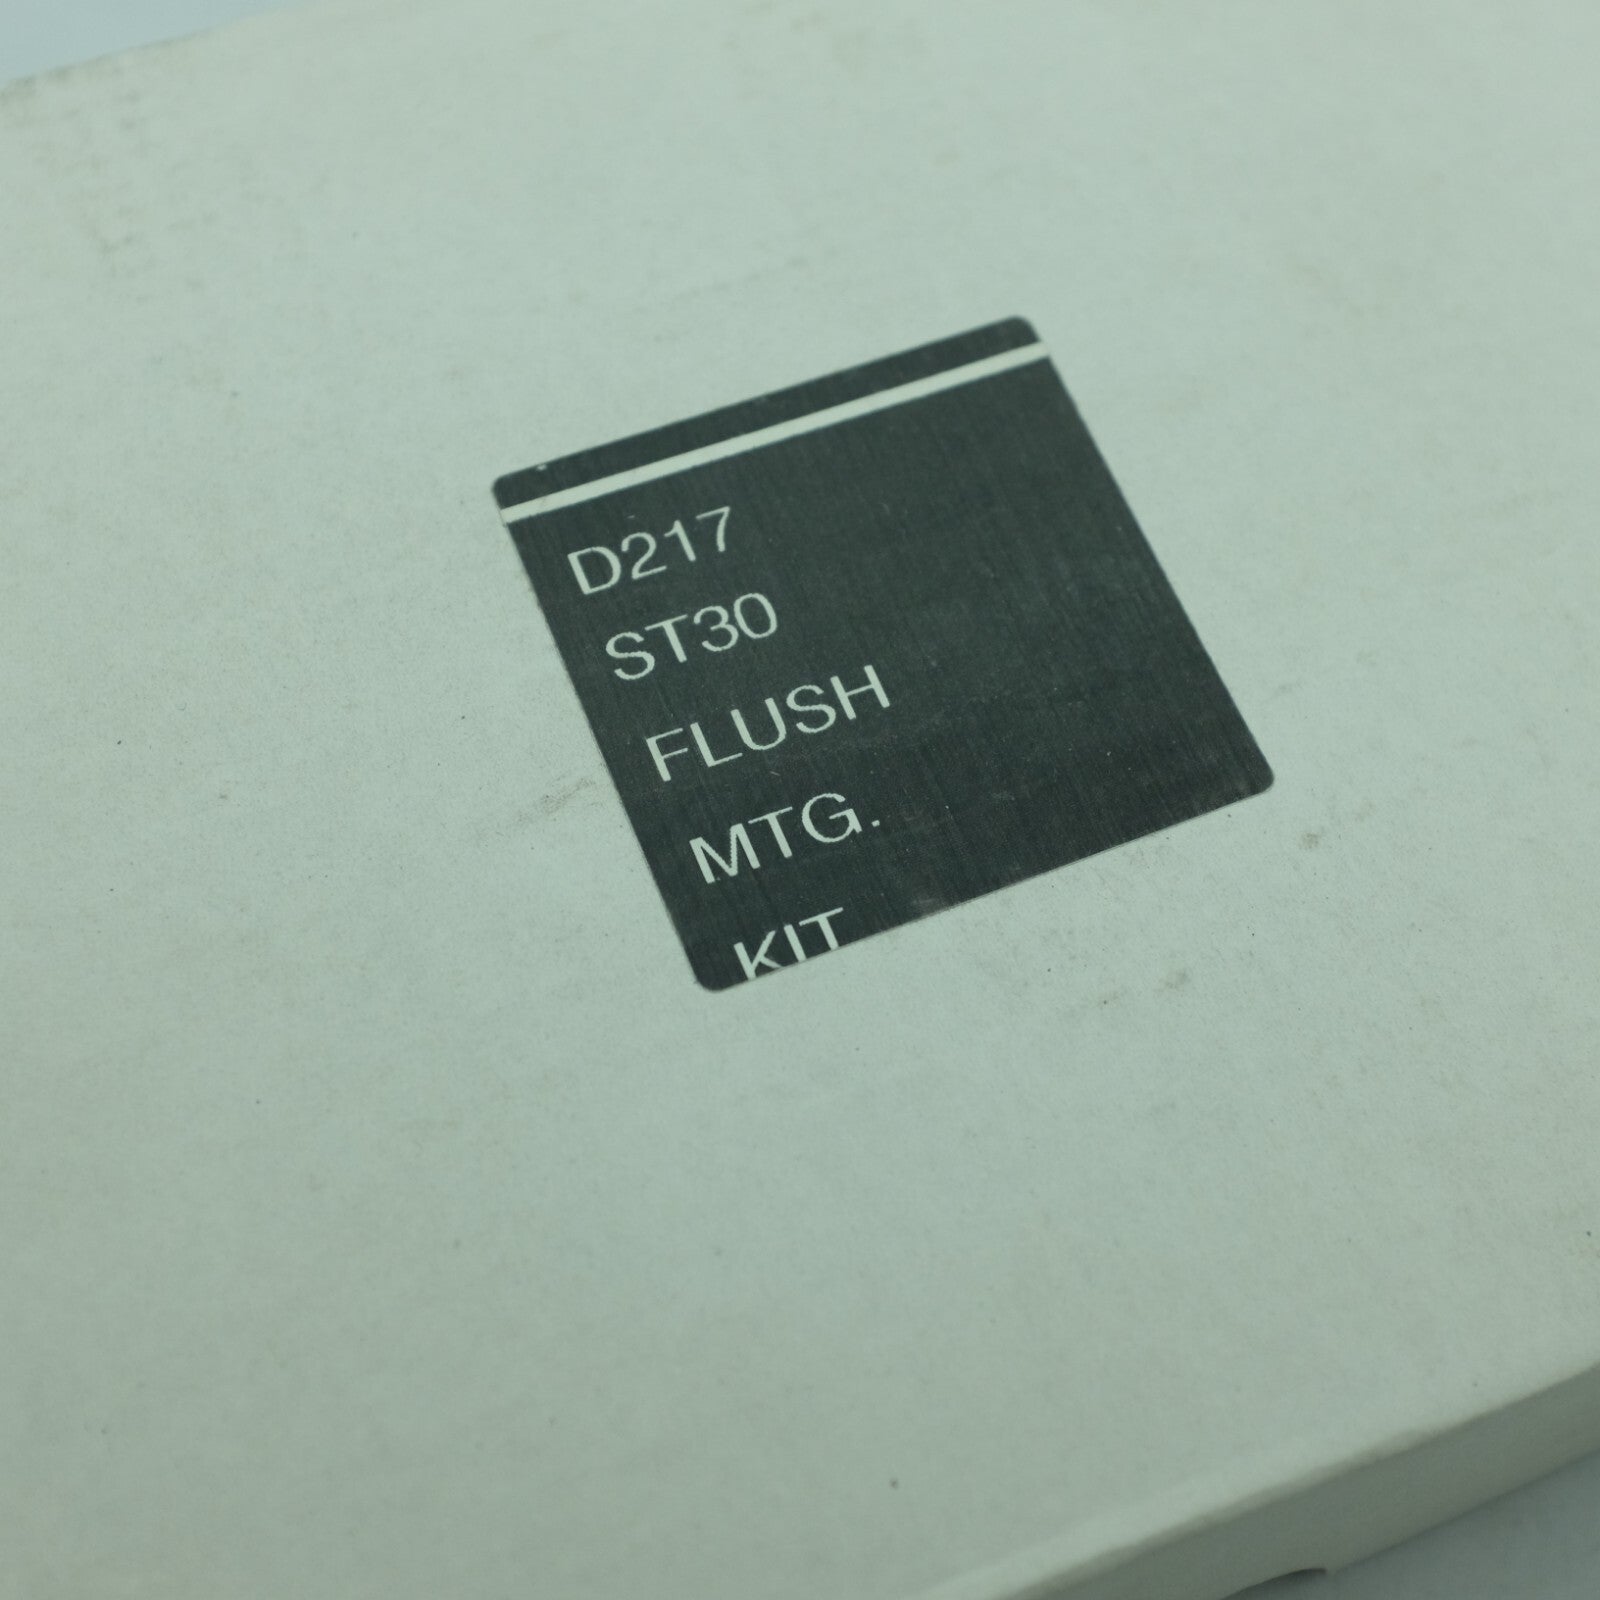 D217
ST30
FLUSH
MTG.
KIT